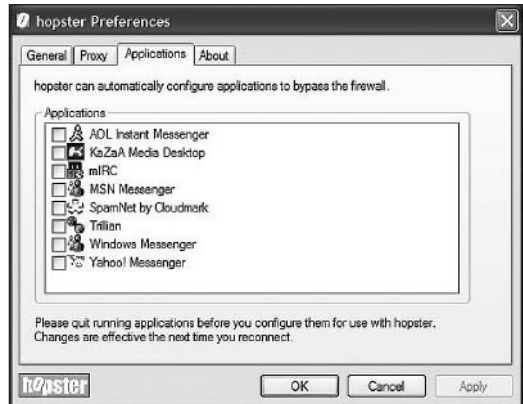 hopster Preferences
General Proxy Applications About
hopster can automatically configure applications to bypass the firewall.
Applications
AOL Instant Messenger
KaZaA Media Desktop
mIRC
MSN Messenger
SpamNet by Cloudmark
Trillian
Windows Messenger
Yahoo! Messenger
Please quit running applications before you configure them for use with hopster.
Changes are effective the next time you reconnect.
hopster OK Cancel Apply